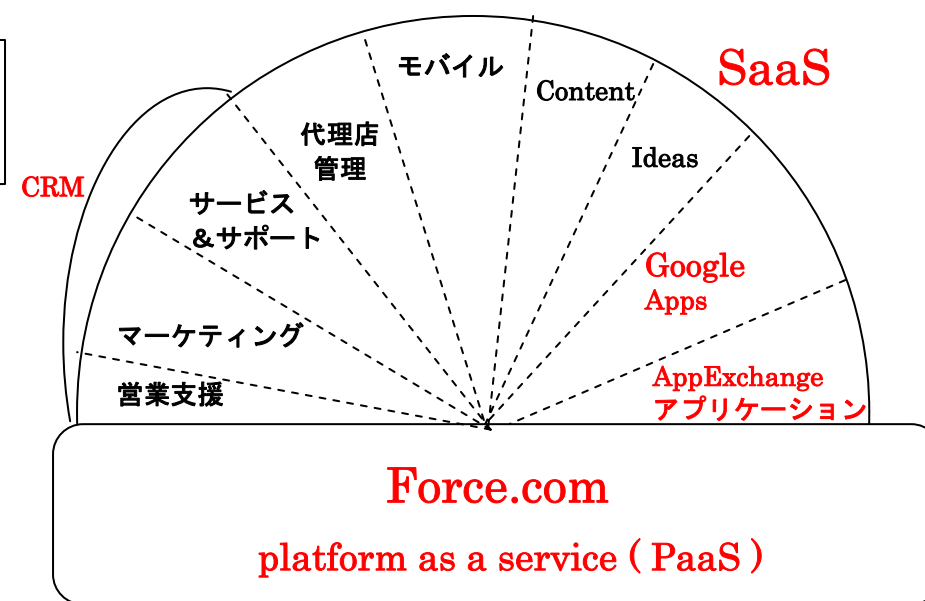 SaaS
モバイル
Content
代理店
管理
Ideas
CRM
サービス
&サポート
Google
Apps
マーケティング
営業支援
AppExchange
アプリケーション
Force.com
platform as a service ( PaaS )